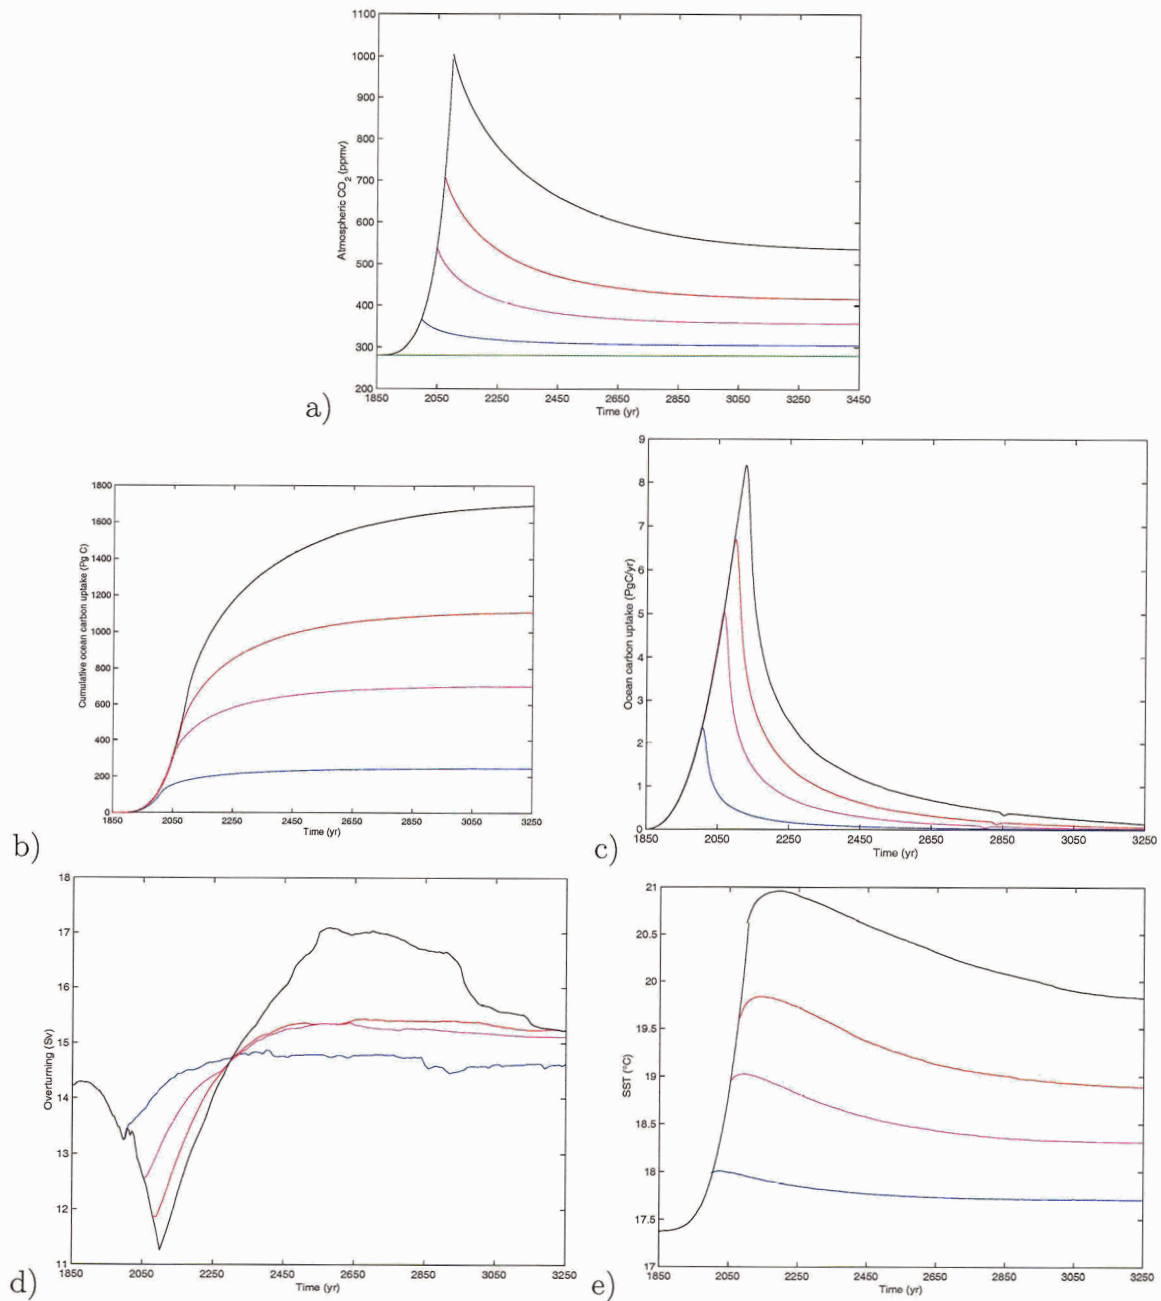 1100
1000
900
800
700
600
500
400
300
200
Atmospheric CO2 (ppmv)
1850 2050 2250 2450 2650 2850 3050 3250 3450
Time (yr)
a)
1800
1600
1400
1200
1000
800
600
400
200
0
Cumulative ocean carbon uptake (Pg C)
1850 2050 2250 2450 2650 2850 3050 3250
Time (yr)
b)
9
8
7
6
5
4
3
2
1
0
Ocean carbon uptake (PgC/yr)
1850 2050 2250 2450 2650 2850 3050 3250
Time (yr)
c)
18
17
16
15
14
13
12
11
Overturning (Sv)
1850 2050 2250 2450 2650 2850 3050 3250
Time (yr)
d)
21
20.5
20
19.5
19
18.5
18
17.5
17
SST (°C)
1850 2050 2250 2450 2650 2850 3050 3250
Time (yr)
e)